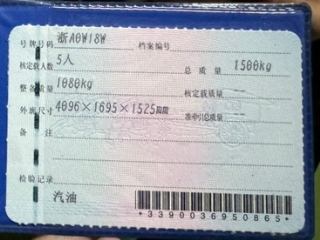 号牌号码 浙A0W18W 档案编号
核定载人数 5人 总质量 1500kg
整备质量 1080kg 核定载质量 --
外廓尺寸 4096×1695×1525mm 准牵引总质量 --
备注
检验记录
汽油
*3390036950865*